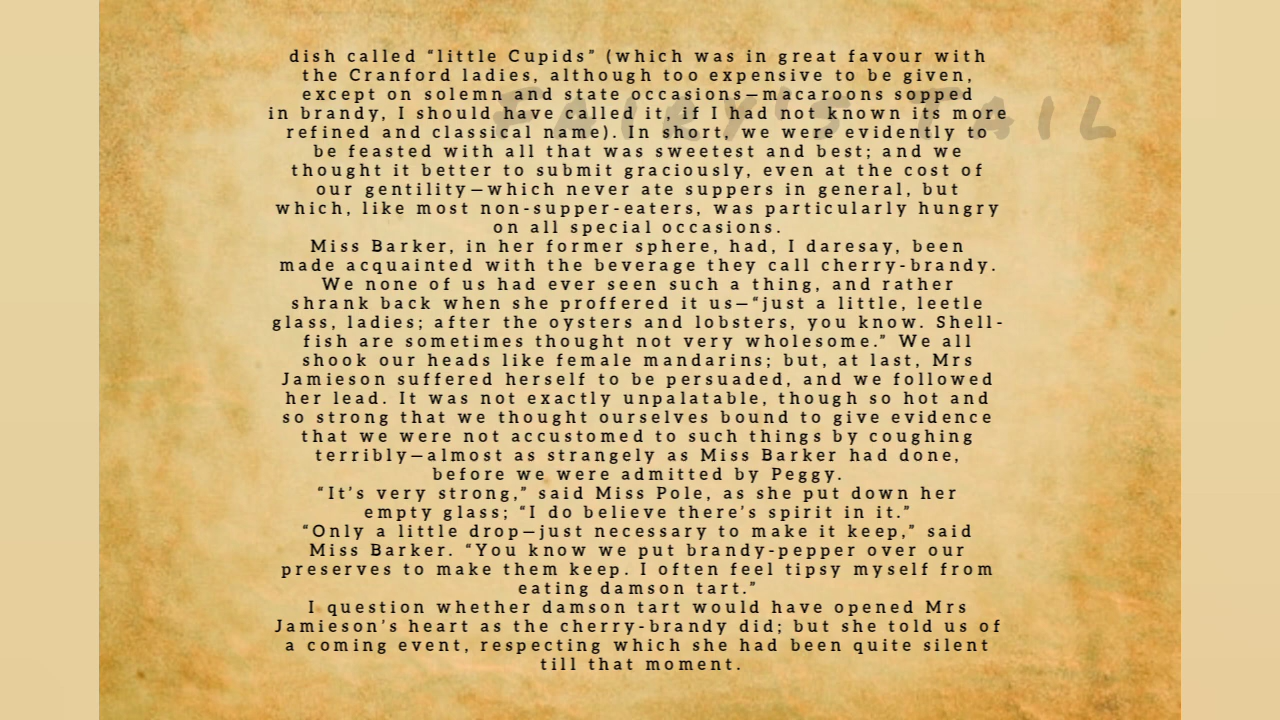 dish called “little Cupids” (which was in great favour with
the Cranford ladies, although too expensive to be given,
except on solemn and state occasions—macaroons sopped
in brandy, I should have called it, if I had not known its more
refined and classical name). In short, we were evidently to
be feasted with all that was sweetest and best; and we
thought it better to submit graciously, even at the cost of
our gentility—which never ate suppers in general, but
which, like most non-supper-eaters, was particularly hungry
on all special occasions.
Miss Barker, in her former sphere, had, I daresay, been
made acquainted with the beverage they call cherry-brandy.
We none of us had ever seen such a thing, and rather
shrank back when she proffered it us—“just a little, leetle
glass, ladies; after the oysters and lobsters, you know. Shell-
fish are sometimes thought not very wholesome.” We all
shook our heads like female mandarins; but, at last, Mrs
Jamieson suffered herself to be persuaded, and we followed
her lead. It was not exactly unpalatable, though so hot and
so strong that we thought ourselves bound to give evidence
that we were not accustomed to such things by coughing
terribly—almost as strangely as Miss Barker had done,
before we were admitted by Peggy.
“It’s very strong,” said Miss Pole, as she put down her
empty glass; “I do believe there’s spirit in it.”
“Only a little drop—just necessary to make it keep,” said
Miss Barker. “You know we put brandy-pepper over our
preserves to make them keep. I often feel tipsy myself from
eating damson tart.”
I question whether damson tart would have opened Mrs
Jamieson’s heart as the cherry-brandy did; but she told us of
a coming event, respecting which she had been quite silent
till that moment.
FAIRY'S TAIL